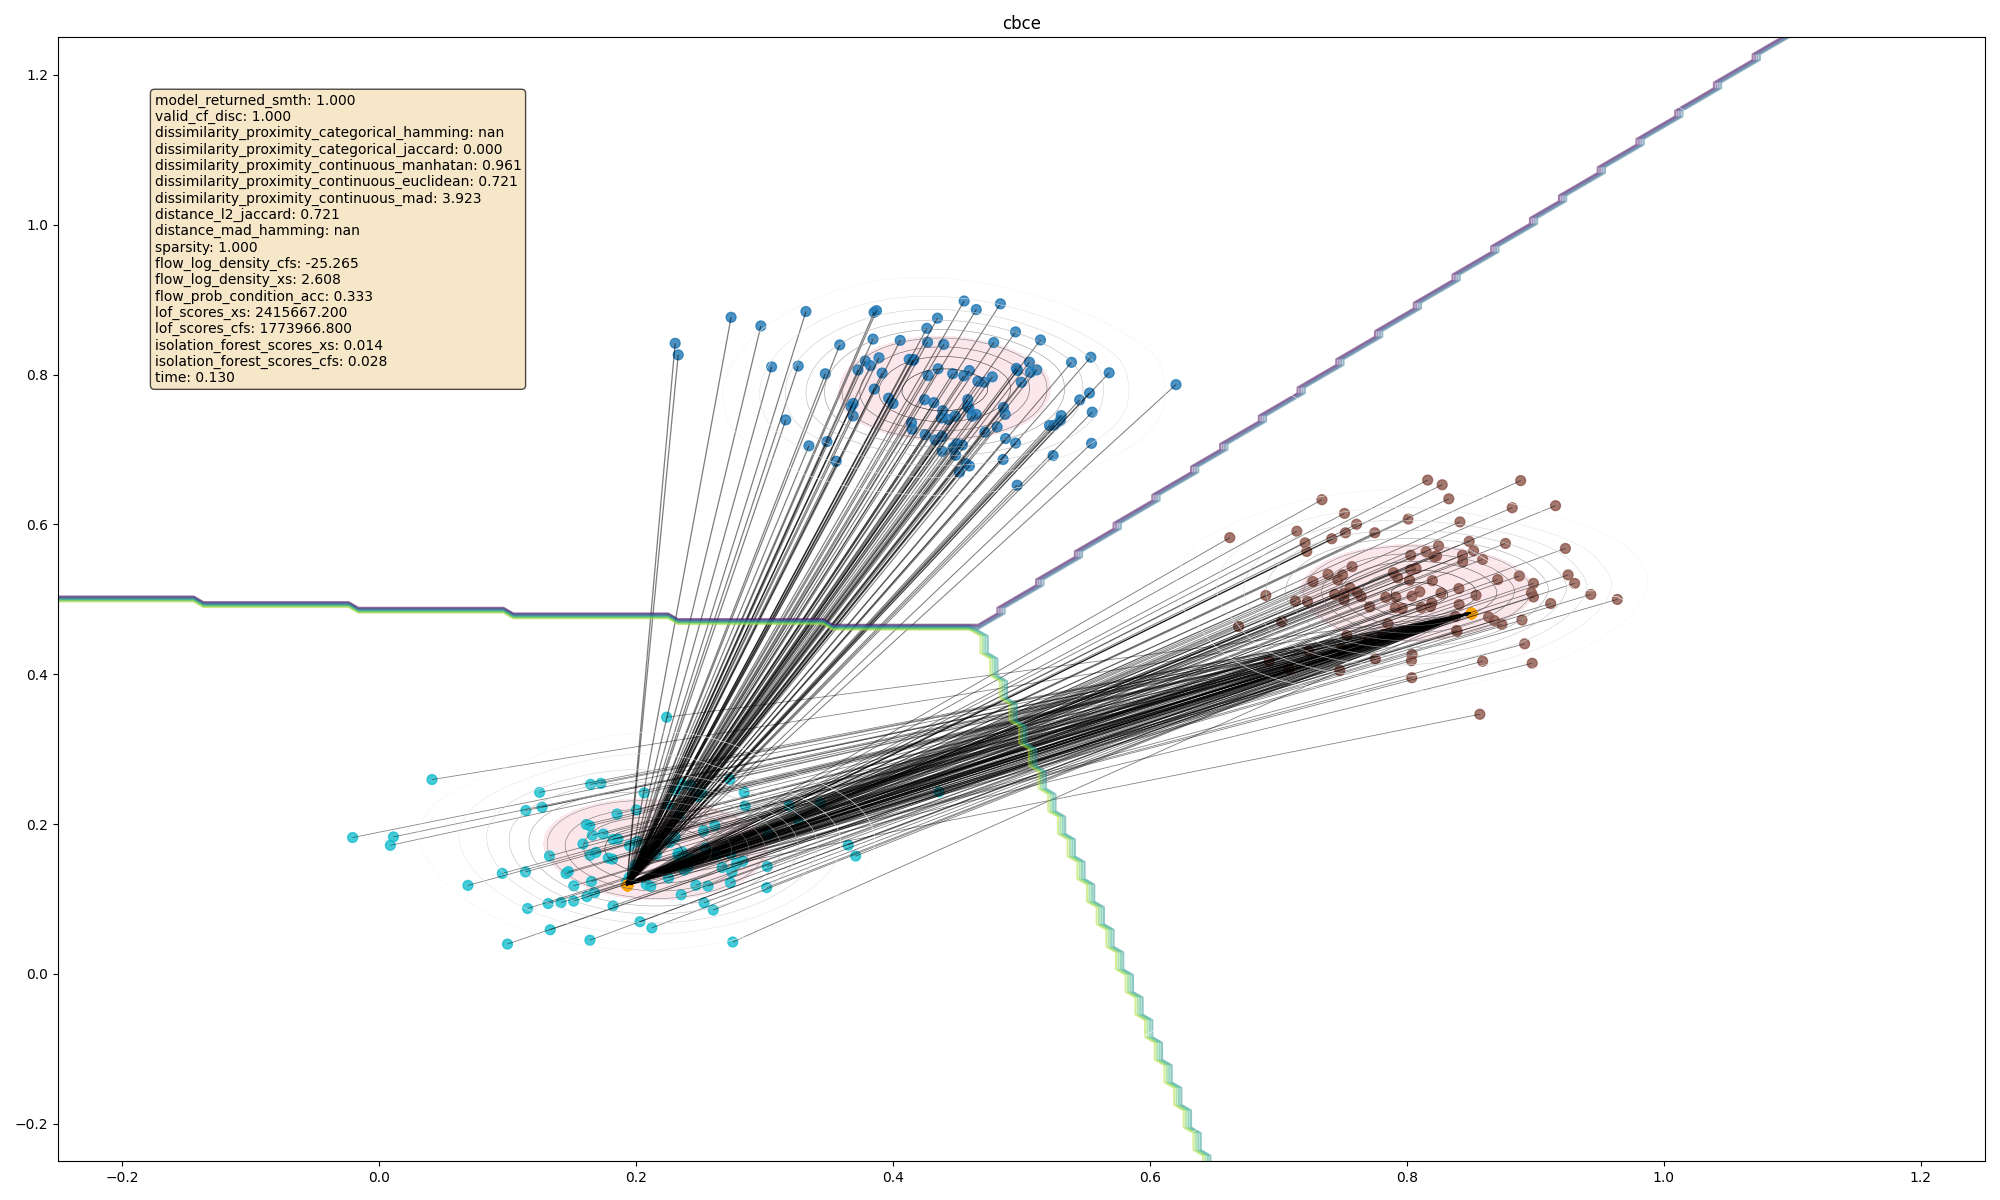 cbce
model_returned_smth: 1.000
valid_cf_disc: 1.000
dissimilarity_proximity_categorical_hamming: nan
dissimilarity_proximity_categorical_jaccard: 0.000
dissimilarity_proximity_continuous_manhatan: 0.961
dissimilarity_proximity_continuous_euclidean: 0.721
dissimilarity_proximity_continuous_mad: 3.923
distance_l2_jaccard: 0.721
distance_mad_hamming: nan
sparsity: 1.000
flow_log_density_cfs: -25.265
flow_log_density_xs: 2.608
flow_prob_condition_acc: 0.333
lof_scores_xs: 2415667.200
lof_scores_cfs: 1773966.800
isolation_forest_scores_xs: 0.014
isolation_forest_scores_cfs: 0.028
time: 0.130
1.2
1.0
0.8
0.6
0.4
0.2
0.0
−0.2
−0.2 0.0 0.2 0.4 0.6 0.8 1.0 1.2